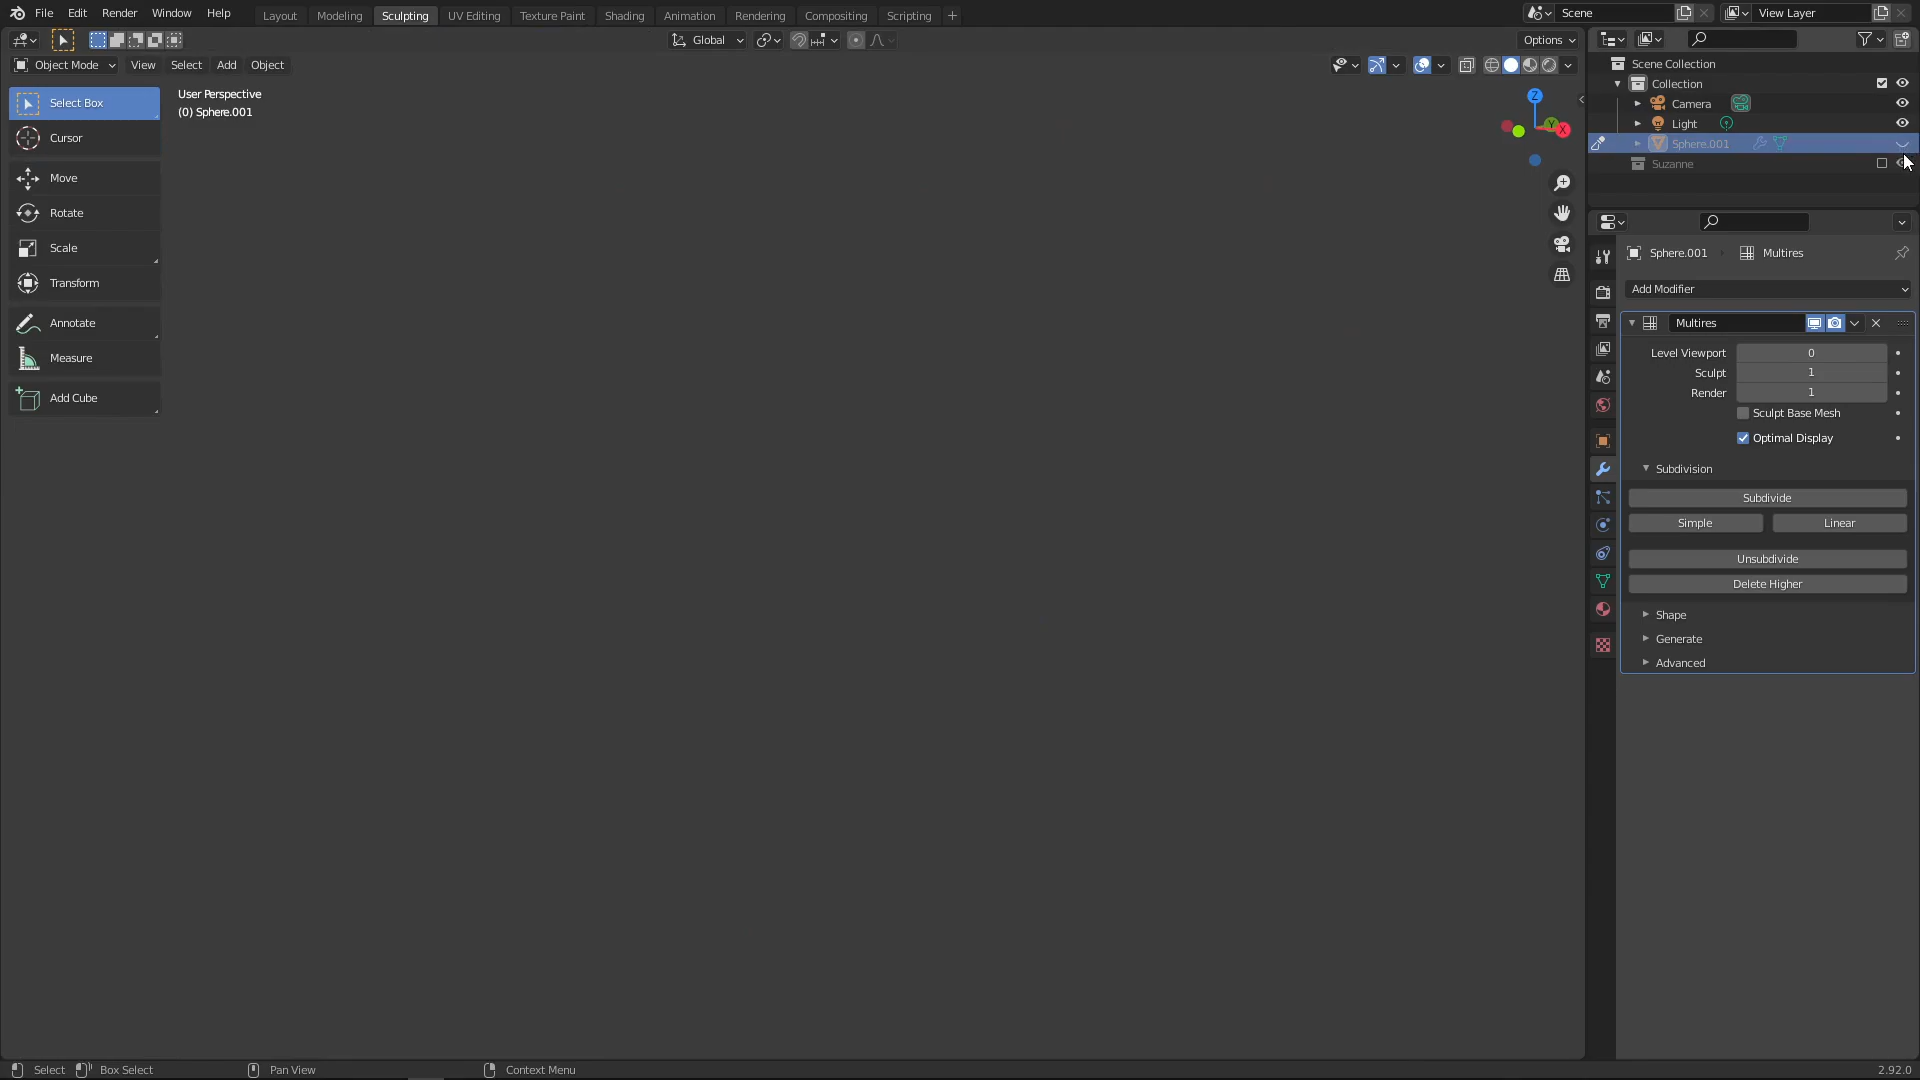 File Edit Render Window Help Layout Modeling Sculpting UV Editing Texture Paint Shading Animation Rendering Compositing Scripting + Scene View Layer
Global Options
Object Mode View Select Add Object
Select Box
Cursor
Move
Rotate
Scale
Transform
Annotate
Measure
Add Cube
User Perspective
(0) Sphere.001
Z
Y
X
Scene Collection
Collection
Camera
Light
Sphere.001
Suzanne
Sphere.001 Multires
Add Modifier
Multires
Level Viewport 0
Sculpt 1
Render 1
Sculpt Base Mesh
Optimal Display
Subdivision
Subdivide
Simple Linear
Unsubdivide
Delete Higher
Shape
Generate
Advanced
Select Box Select Pan View Context Menu 2.92.0